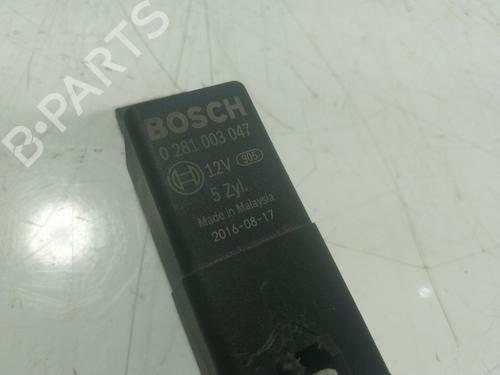 B-PARTS
BOSCH
0 281 003 047
12V 905
5 Zyl.
Made in Malaysia
2016-08-17